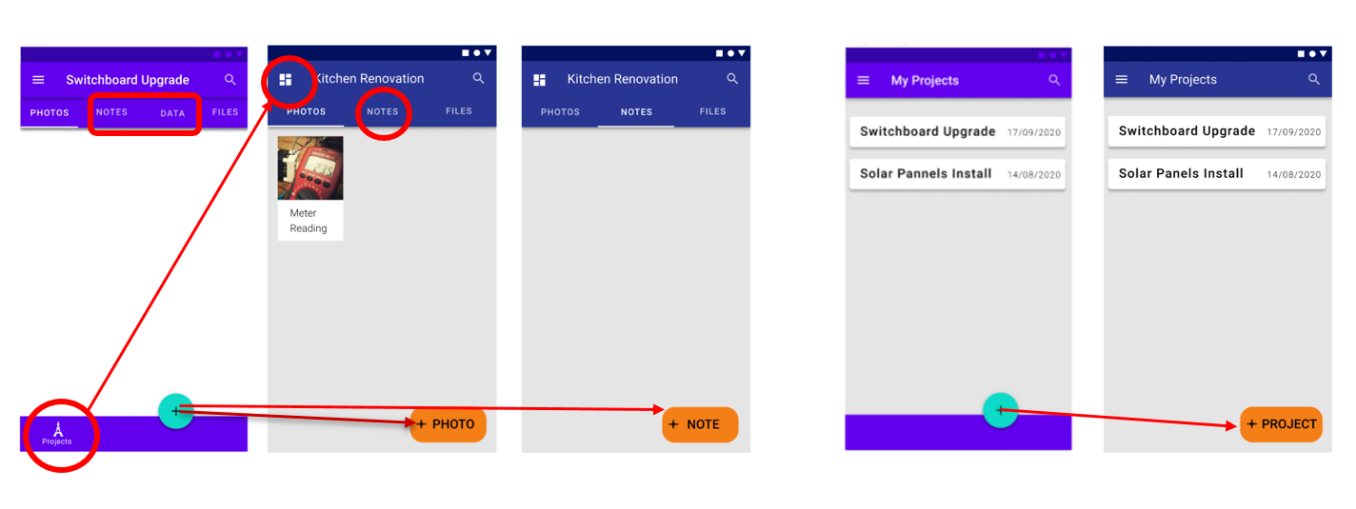 Switchboard Upgrade
PHOTOS NOTES DATA FILES
Projects
+
Kitchen Renovation
PHOTOS NOTES FILES
Meter
Reading
+ PHOTO
Kitchen Renovation
PHOTOS NOTES FILES
+ NOTE
My Projects
Switchboard Upgrade 17/09/2020
Solar Pannels Install 14/08/2020
+
My Projects
Switchboard Upgrade 17/09/2020
Solar Panels Install 14/08/2020
+ PROJECT